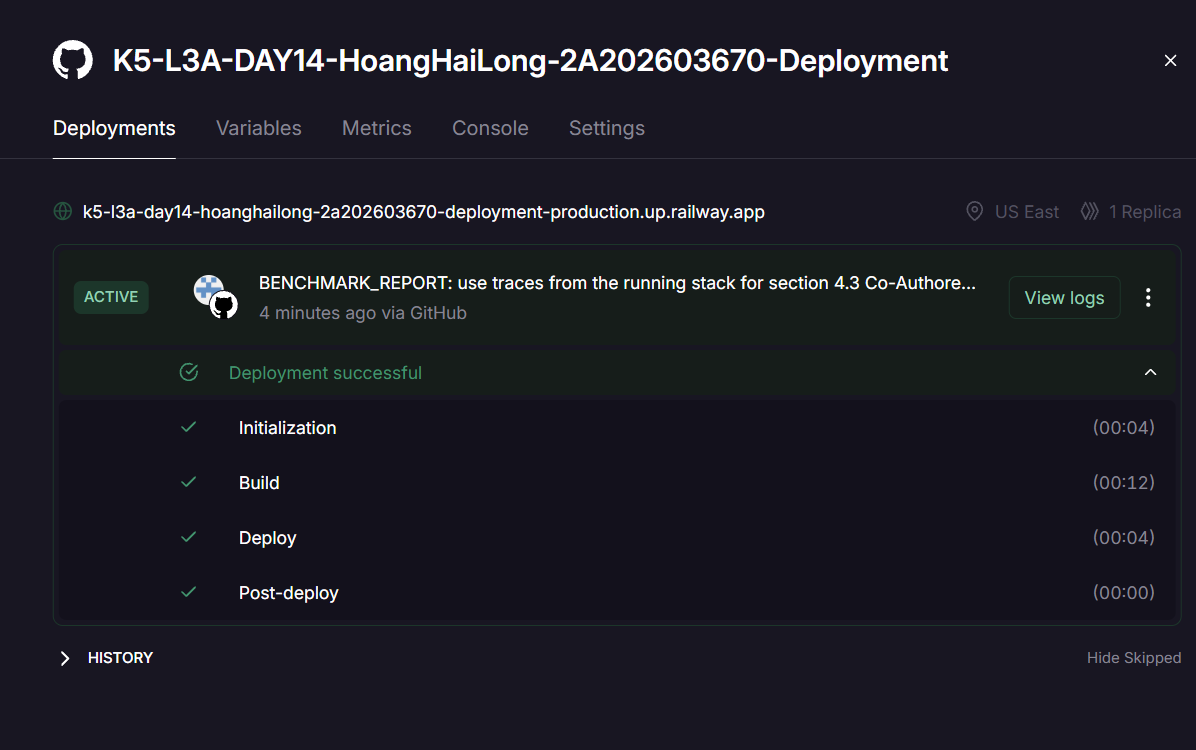 K5-L3A-DAY14-HoangHaiLong-2A202603670-Deployment
Deployments Variables Metrics Console Settings
k5-l3a-day14-hoanghailong-2a202603670-deployment-production.up.railway.app US East 1 Replica
ACTIVE BENCHMARK_REPORT: use traces from the running stack for section 4.3 Co-Authore... View logs
4 minutes ago via GitHub
Deployment successful
Initialization (00:04)
Build (00:12)
Deploy (00:04)
Post-deploy (00:00)
HISTORY Hide Skipped